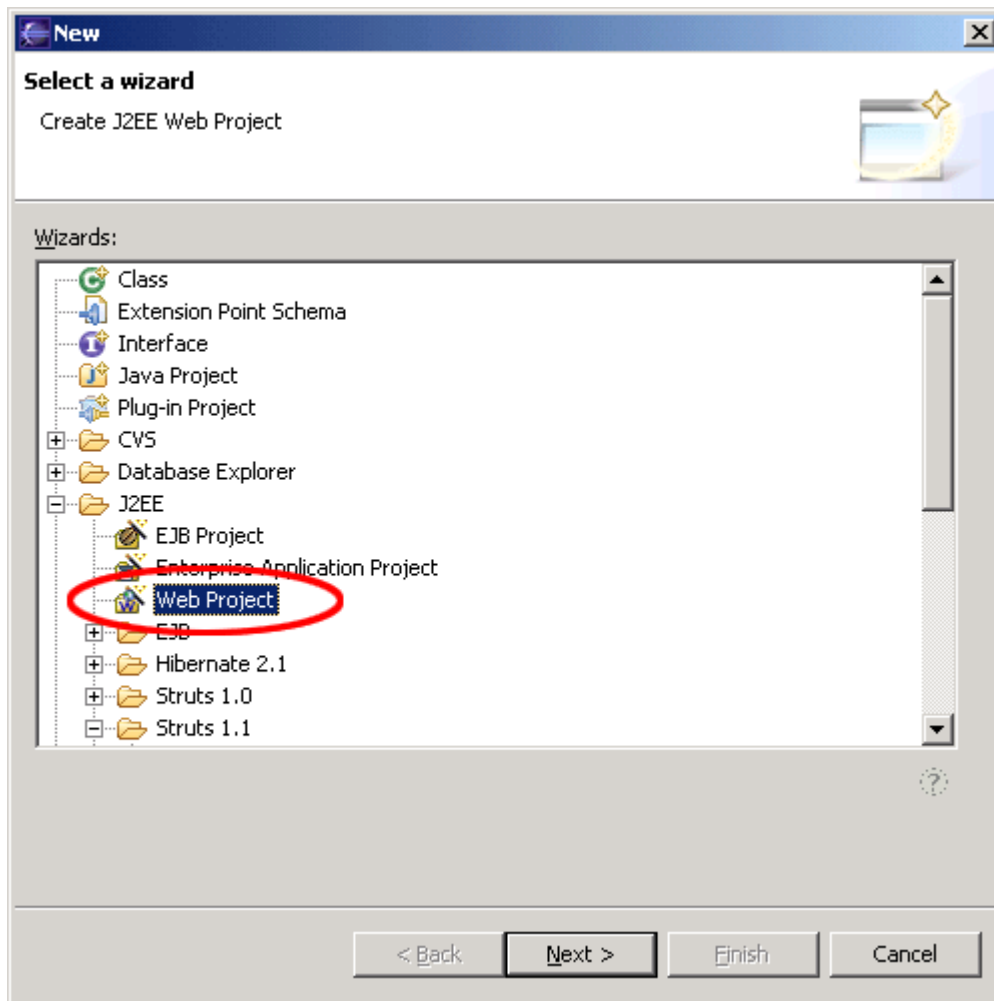 New
Select a wizard
Create J2EE Web Project
Wizards:
Class
Extension Point Schema
Interface
Java Project
Plug-in Project
CVS
Database Explorer
J2EE
EJB Project
Enterprise Application Project
Web Project
EJB
Hibernate 2.1
Struts 1.0
Struts 1.1
< Back Next > Finish Cancel